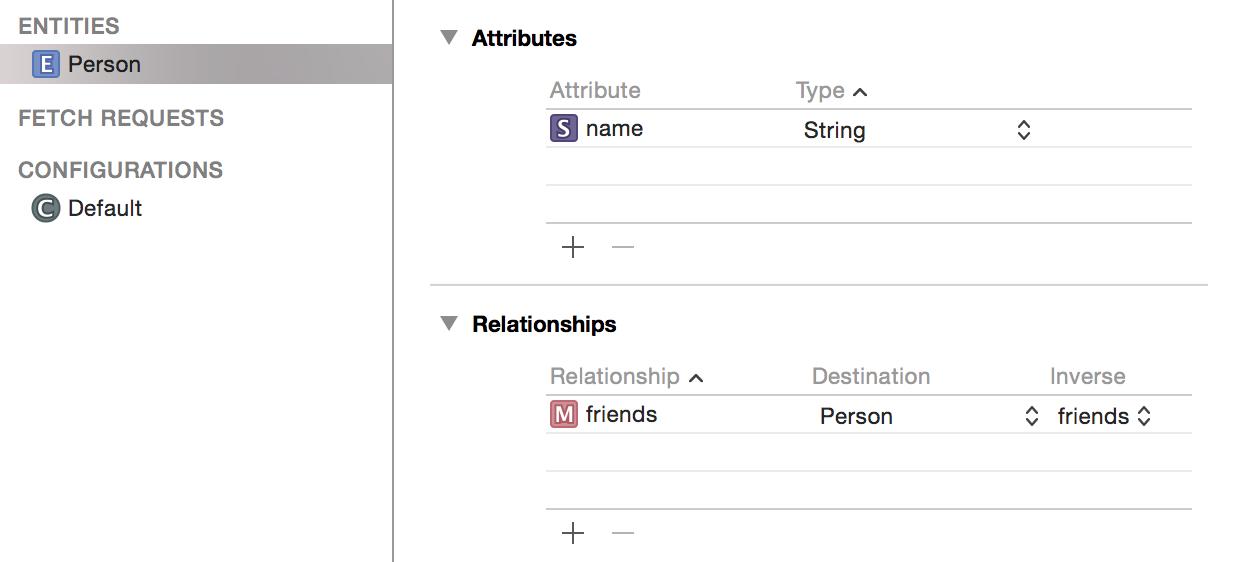 ENTITIES
E Person
FETCH REQUESTS
CONFIGURATIONS
C Default
Attributes
Attribute Type
S name String
Relationships
Relationship Destination Inverse
M friends Person friends